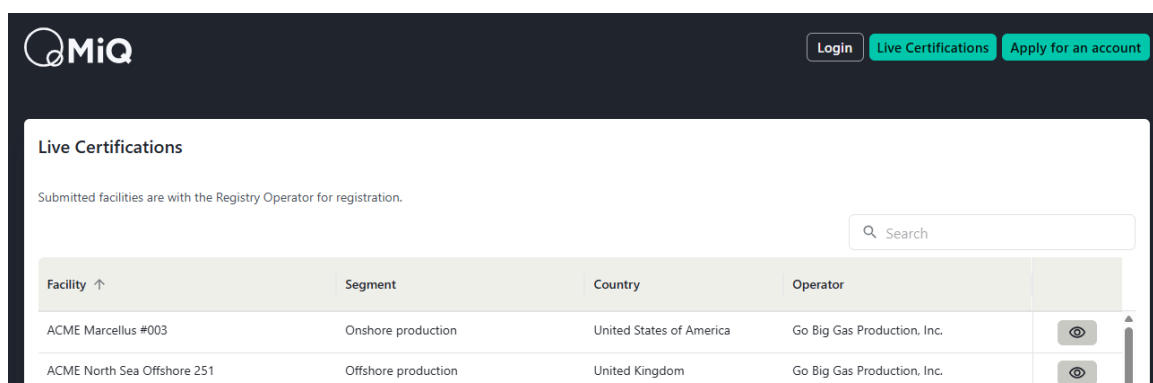 MiQ
Login Live Certifications Apply for an account
Live Certifications
Submitted facilities are with the Registry Operator for registration.
Search
Facility ↑ Segment Country Operator
ACME Marcellus #003 Onshore production United States of America Go Big Gas Production, Inc.
ACME North Sea Offshore 251 Offshore production United Kingdom Go Big Gas Production, Inc.